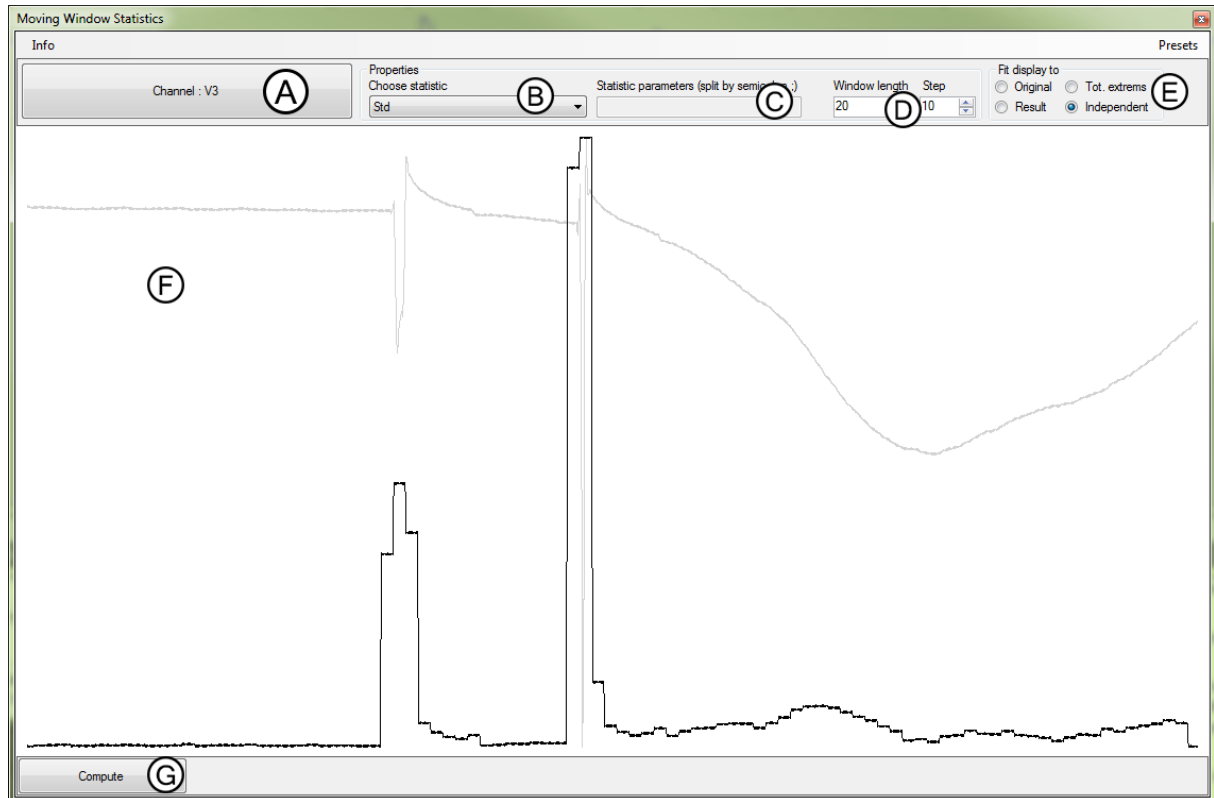 Moving Window Statistics
Info Presets
Channel : V3 A
Properties
Choose statistic B Statistic parameters (split by ;) C Window length Step
Std 20 D 10
Fit display to
Original Tot. extrems E
Result Independent
F
Compute G